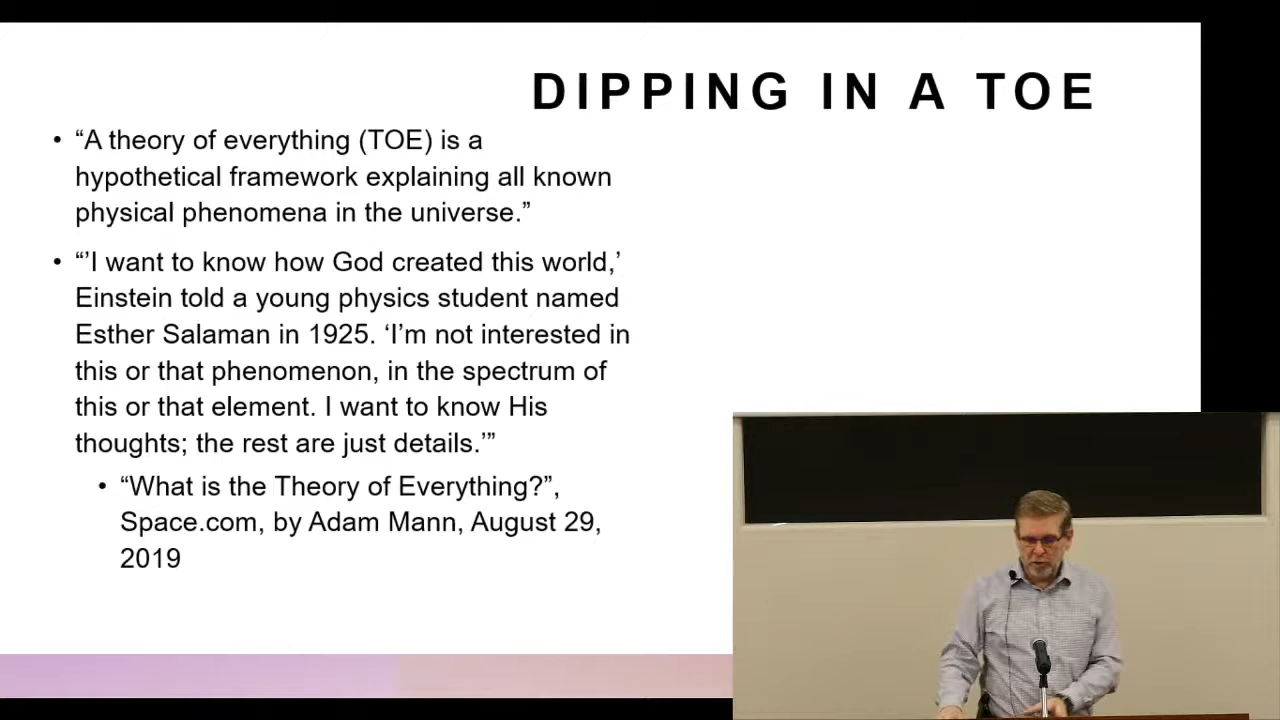 DIPPING IN A TOE
• “A theory of everything (TOE) is a
hypothetical framework explaining all known
physical phenomena in the universe.”
• “’I want to know how God created this world,’
Einstein told a young physics student named
Esther Salaman in 1925. ‘I’m not interested in
this or that phenomenon, in the spectrum of
this or that element. I want to know His
thoughts; the rest are just details.’”
• “What is the Theory of Everything?”,
Space.com, by Adam Mann, August 29,
2019